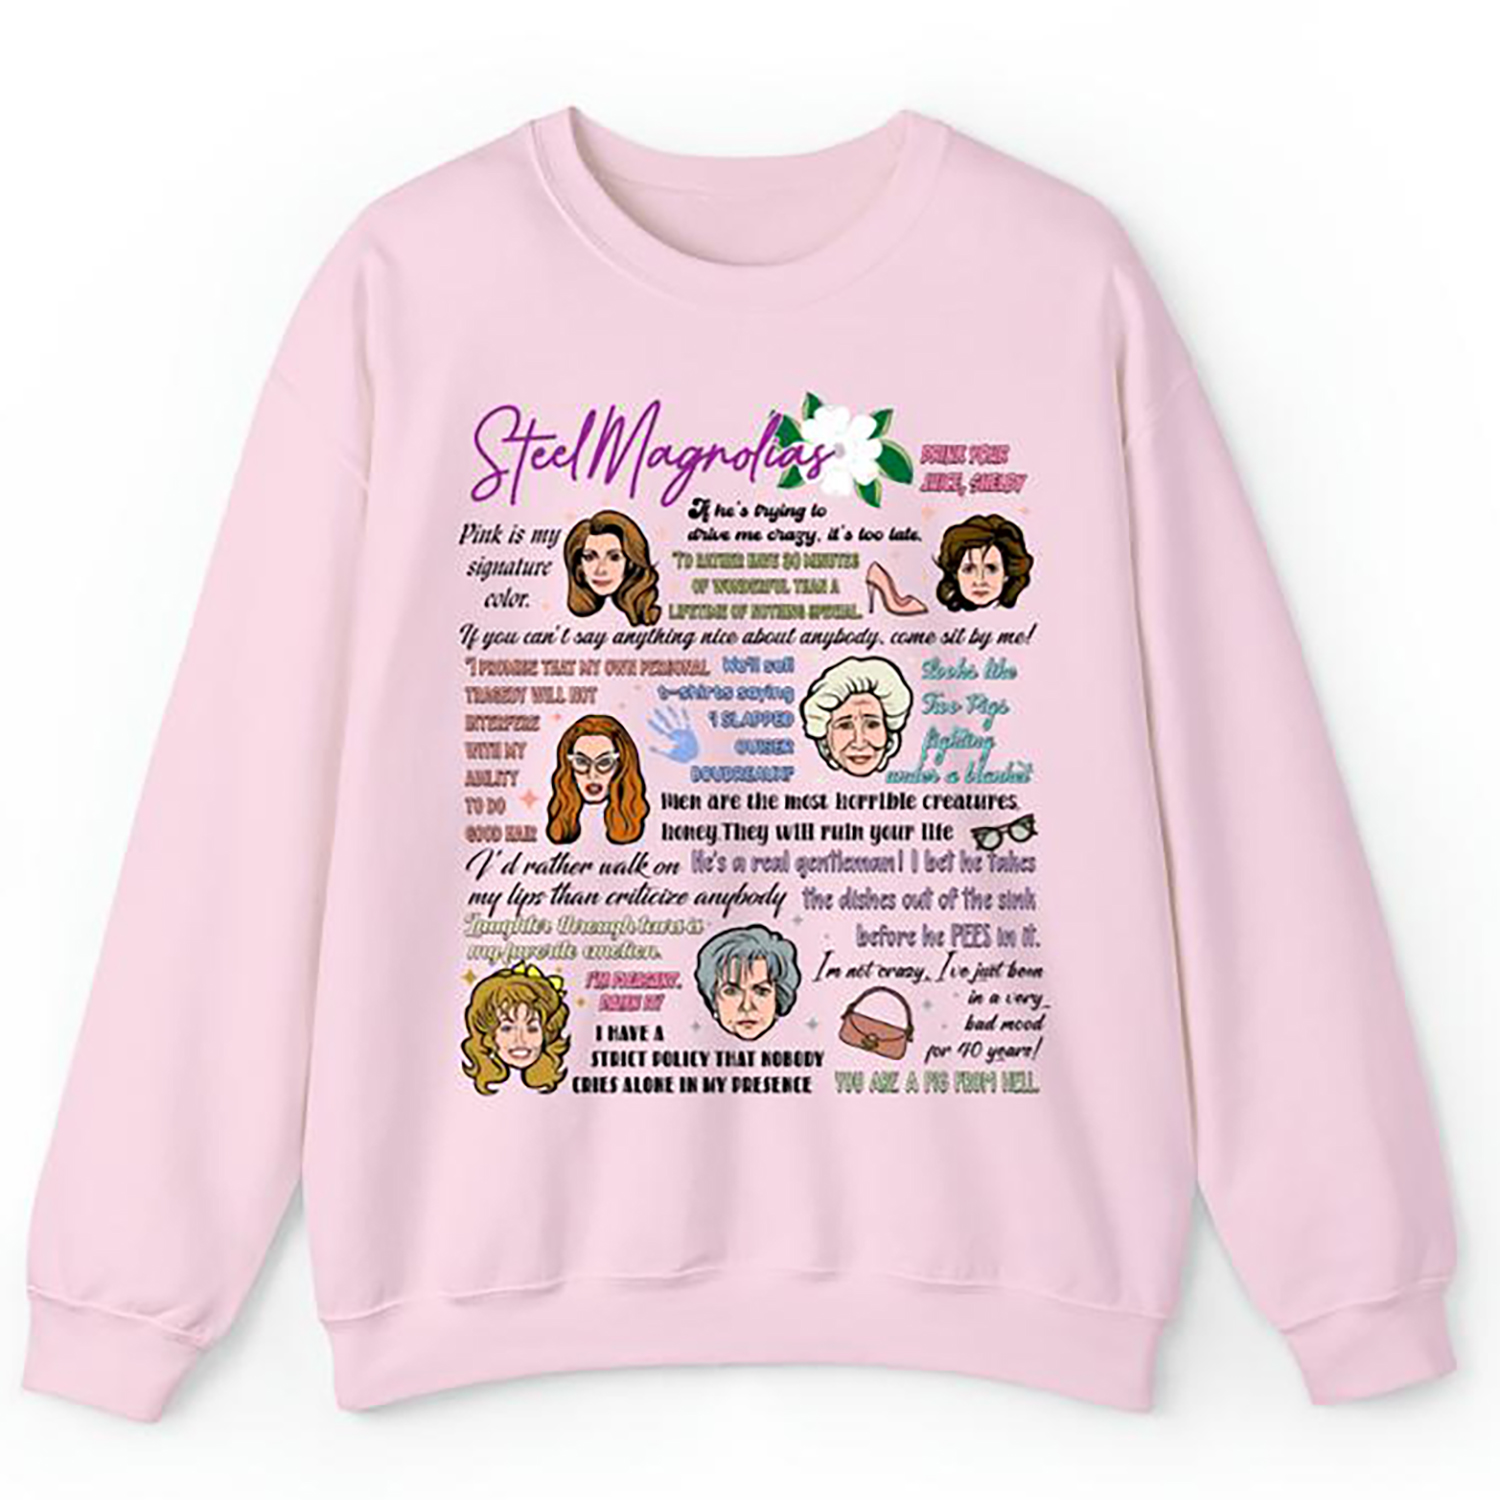 Steel Magnolias
DRINK YOUR
JUICE, SHELBY
Pink is my
signature
color.
If he's trying to
drive me crazy, it's too late.
"I'D RATHER HAVE 30 MINUTES
OF WONDERFUL THAN A
LIFETIME OF NOTHING SPECIAL.
If you can't say anything nice about anybody, come sit by me!
"I PROMISE THAT MY OWN PERSONAL
TRAGEDY WILL NOT
INTERFERE
WITH MY
ABILITY
TO DO
GOOD HAIR
We'll sell
t-shirts saying
'I SLAPPED
OUISER
BOUDREAUX!'
Looks like
Two Pigs
fighting
under a blanket
Men are the most horrible creatures,
honey. They will ruin your life
I'd rather walk on
my lips than criticize anybody
He's a real gentleman! I bet he takes
the dishes out of the sink
before he PEES in it.
Laughter through tears is
my favorite emotion.
I'M PLEASANT,
DAMN IT!
I HAVE A
STRICT POLICY THAT NOBODY
CRIES ALONE IN MY PRESENCE
I'm not crazy, I've just been
in a very
bad mood
for 40 years!
YOU ARE A PIG FROM HELL.